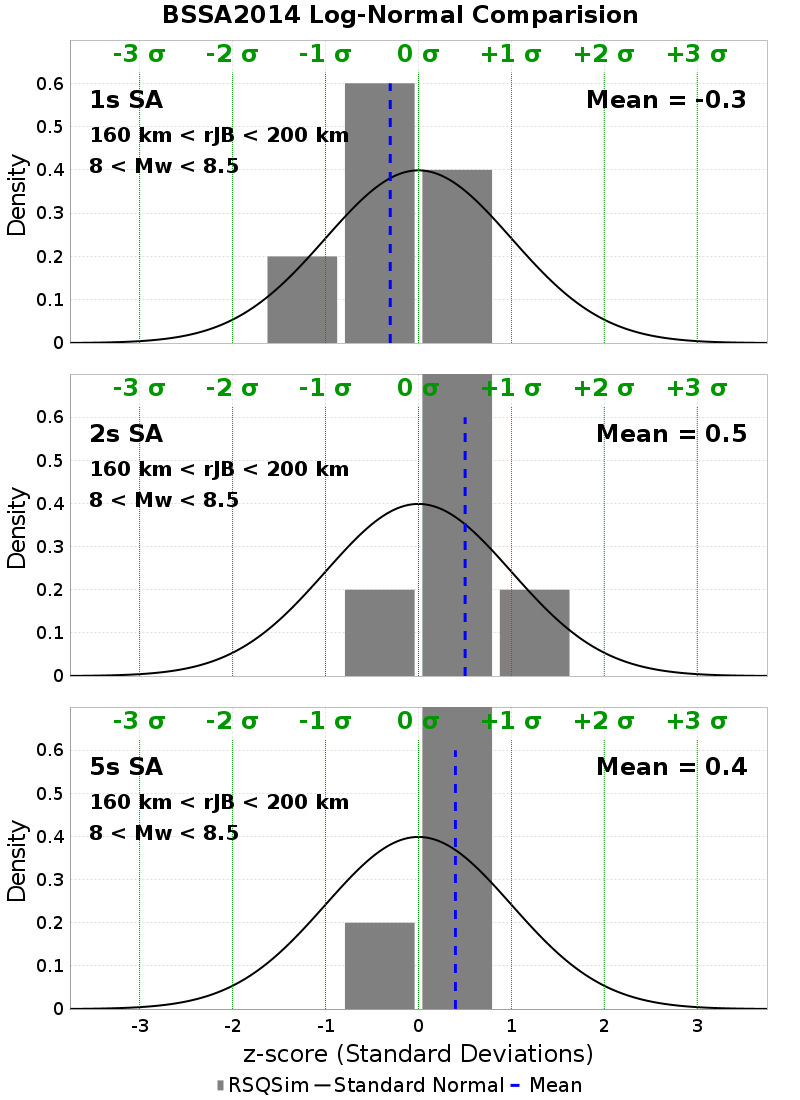 BSSA2014 Log-Normal Comparision
-3 σ -2 σ -1 σ 0 σ +1 σ +2 σ +3 σ
0.6
1s SA Mean = -0.3
0.5
160 km < rJB < 200 km
8 < Mw < 8.5
0.4
0.3
0.2
0.1
0
Density
-3 σ -2 σ -1 σ 0 σ +1 σ +2 σ +3 σ
0.6
2s SA Mean = 0.5
0.5
160 km < rJB < 200 km
8 < Mw < 8.5
0.4
0.3
0.2
0.1
0
Density
-3 σ -2 σ -1 σ 0 σ +1 σ +2 σ +3 σ
0.6
5s SA Mean = 0.4
0.5
160 km < rJB < 200 km
8 < Mw < 8.5
0.4
0.3
0.2
0.1
0
Density
-3 -2 -1 0 1 2 3
z-score (Standard Deviations)
RSQSim Standard Normal Mean